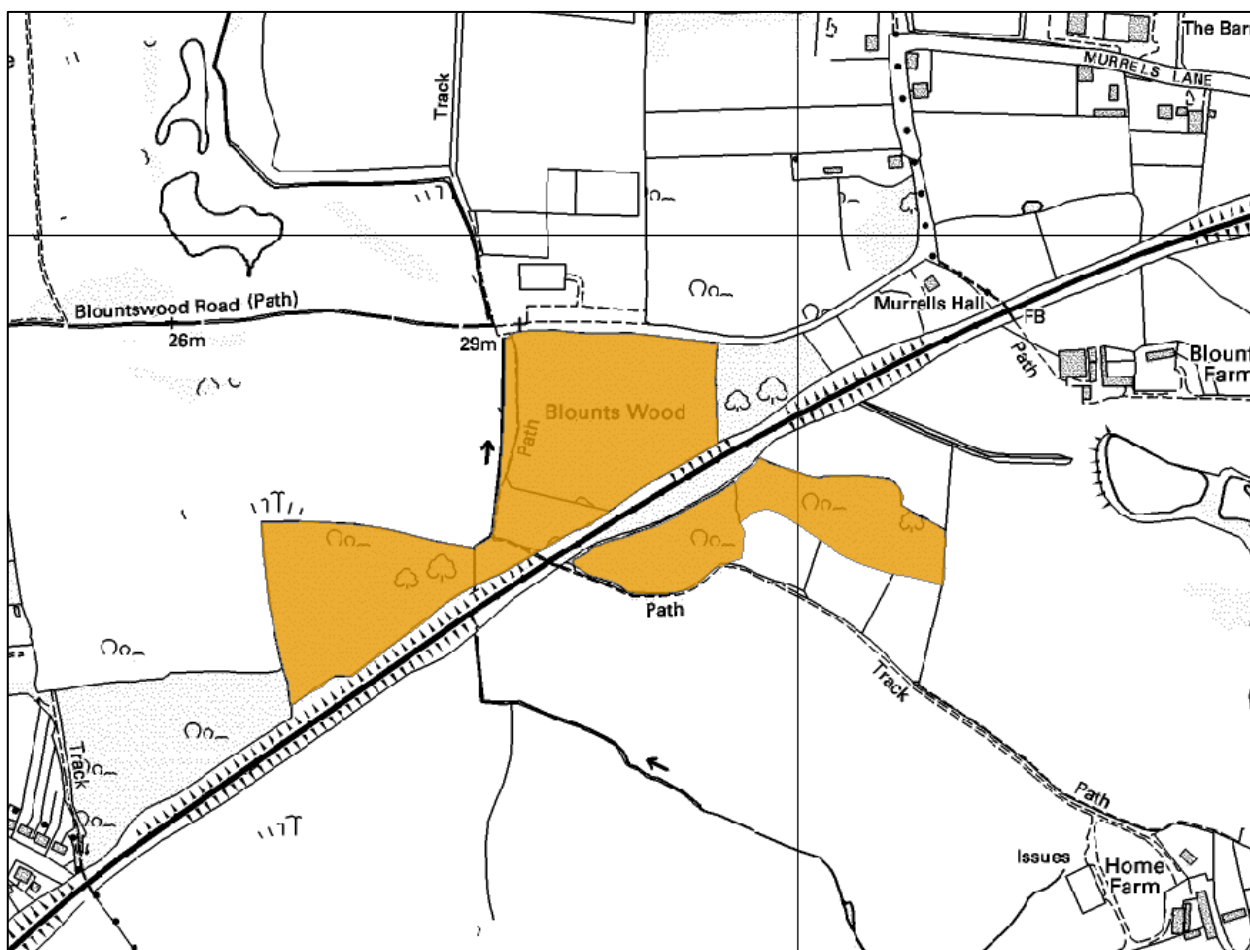 The Bar
MURRELS LANE
Track
Blountswood Road (Path)
26m
29m
Murrells Hall
FB
Path
Blount
Farm
Blounts Wood
Path
Path
Track
Track
Path
Issues
Home
Farm